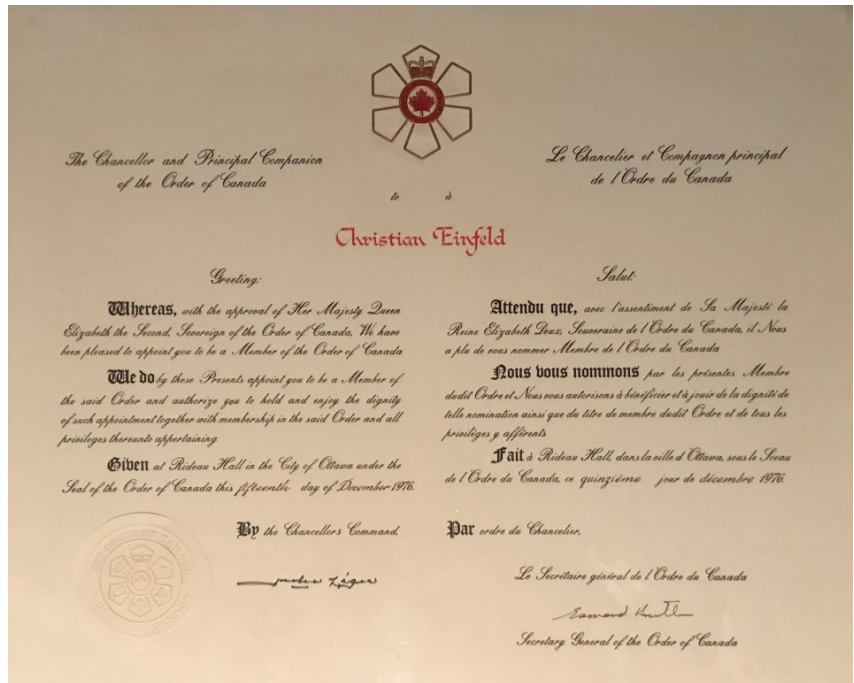 The Chancellor and Principal Companion
of the Order of Canada
Le Chancelier et Compagnon principal
de l'Ordre du Canada
to à
Christian Einfeld
Greeting:
Whereas, with the approval of Her Majesty Queen
Elizabeth the Second, Sovereign of the Order of Canada, We have
been pleased to appoint you to be a Member of the Order of Canada
We do by these Presents appoint you to be a Member of
the said Order and authorize you to hold and enjoy the dignity
of such appointment together with membership in the said Order and all
privileges thereunto appertaining
Given at Rideau Hall in the City of Ottawa under the
Seal of the Order of Canada this fifteenth day of December 1976.
By the Chancellors Command,
Salut:
Attendu que, avec l'assentiment de Sa Majesté la
Reine Elizabeth Deux, Souveraine de l'Ordre du Canada, il Nous
a plu de vous nommer Membre de l'Ordre du Canada
Nous vous nommons par les présentes Membre
dudit Ordre et Nous vous autorisons à bénéficier et à jouir de la dignité de
telle nomination ainsi que du titre de membre dudit Ordre et de tous les
privilèges y afférents
Fait à Rideau Hall, dans la ville d'Ottawa, sous le Sceau
de l'Ordre du Canada, ce quinzième jour de décembre 1976.
Par ordre du Chancelier,
Léger
Le Secrétaire général de l'Ordre du Canada
Esmond Butler
Secretary General of the Order of Canada